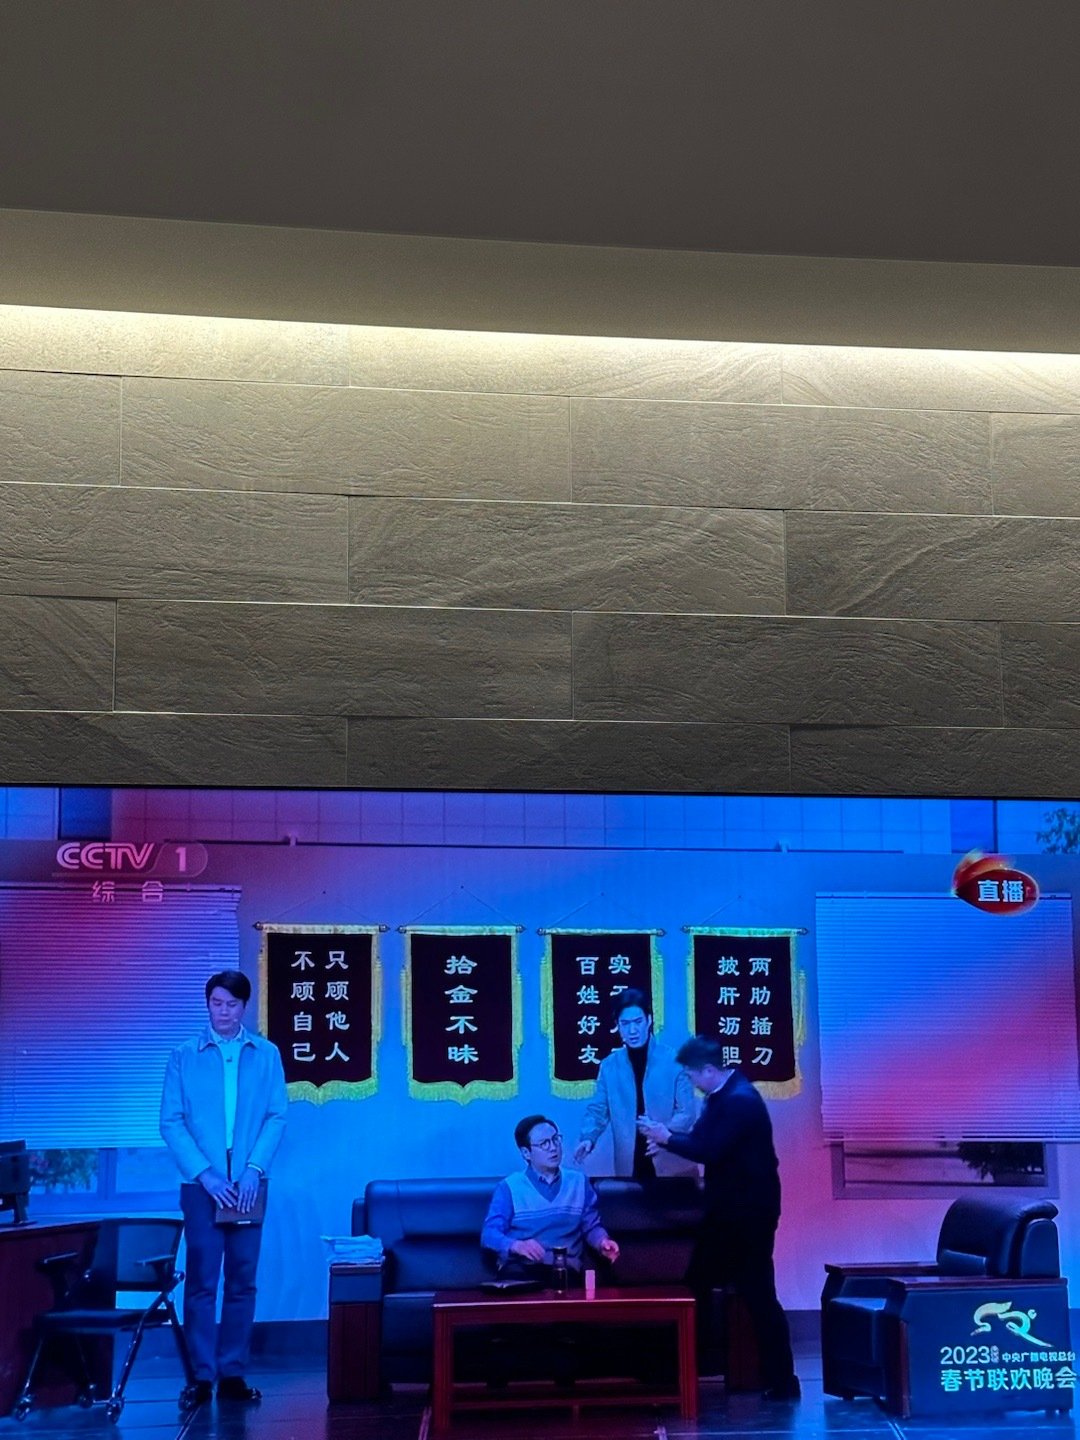 CCTV 1
综合
直播
只顾他人
不顾自己
拾金不昧
实
百姓好友
两肋插刀
披肝沥胆
2023 中央广播电视总台
春节联欢晚会